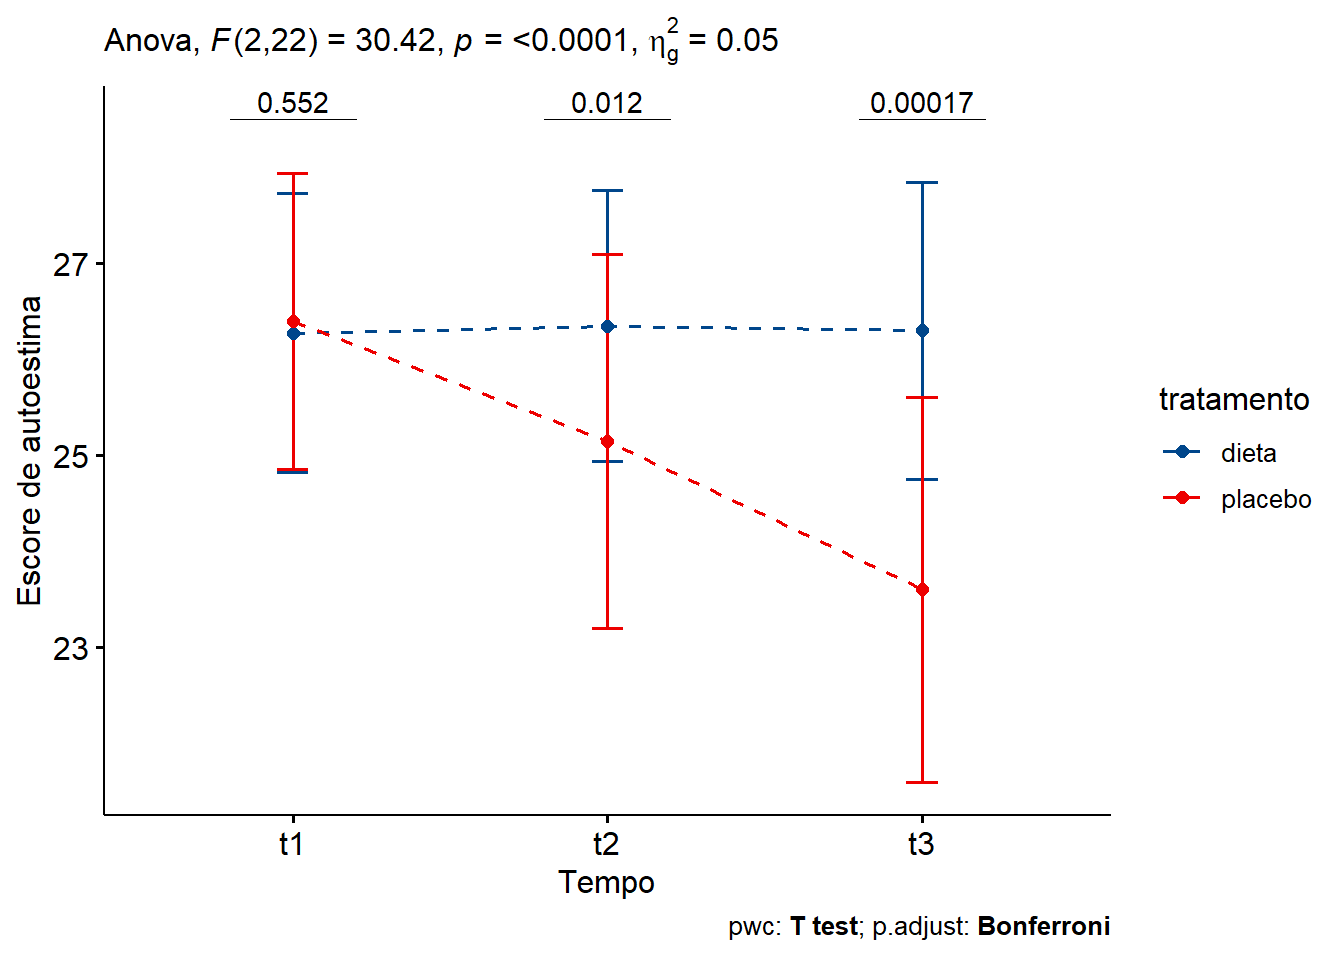 Anova, F(2,22) = 30.42, p = <0.0001, η²g = 0.05
0.552 0.012 0.00017
27
25
23
Escore de autoestima
t1 t2 t3
Tempo
tratamento
dieta
placebo
pwc: T test; p.adjust: Bonferroni